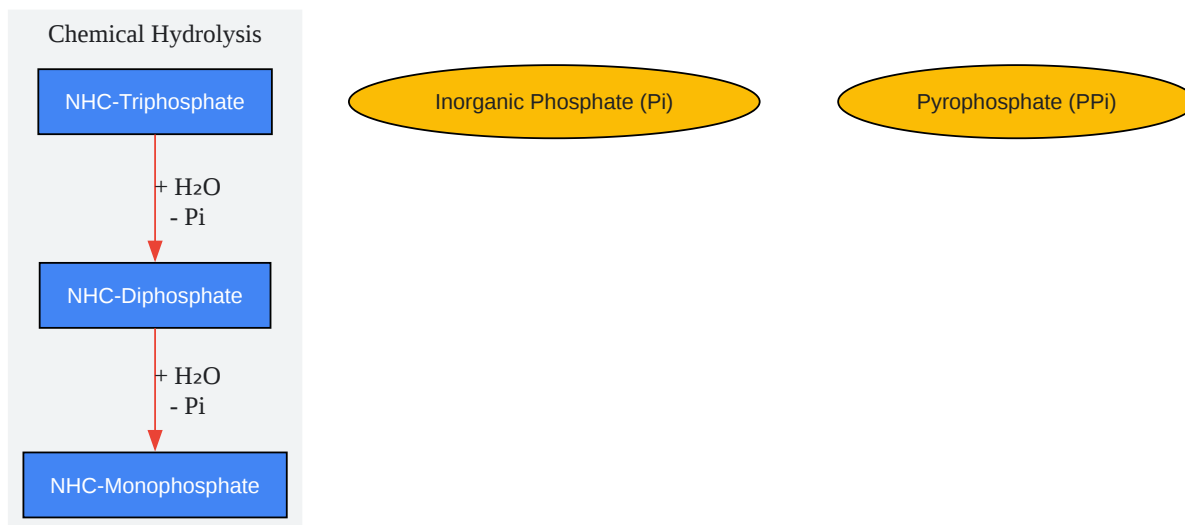 Chemical Hydrolysis
NHC-Triphosphate
Inorganic Phosphate (Pi)
Pyrophosphate (PPi)
+ H₂O
- Pi
NHC-Diphosphate
+ H₂O
- Pi
NHC-Monophosphate